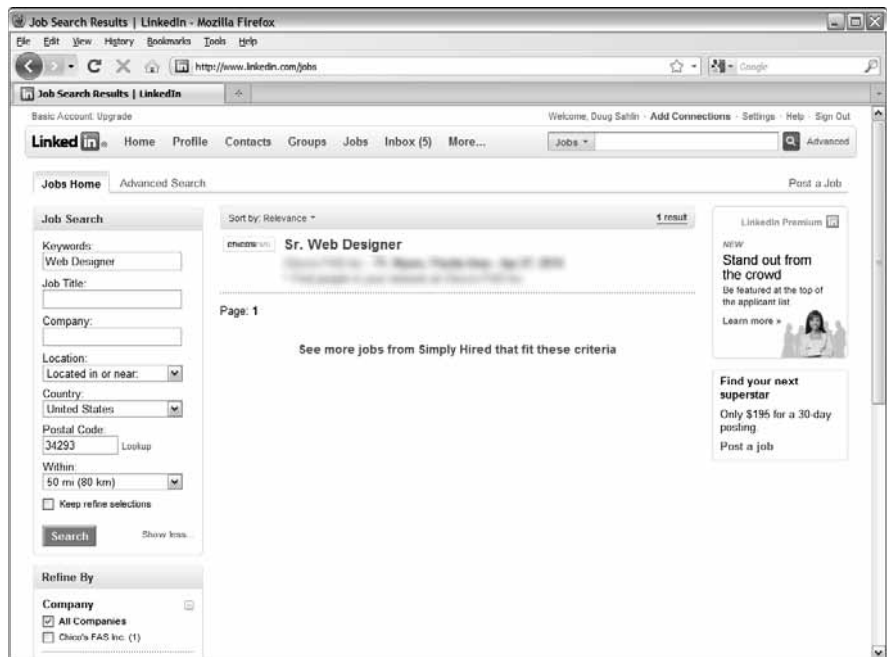 Job Search Results | LinkedIn - Mozilla Firefox
File Edit View History Bookmarks Tools Help
http://www.linkedin.com/jobs
Google
Job Search Results | LinkedIn
Basic Account: Upgrade
Welcome, Doug Sahlin · Add Connections · Settings · Help · Sign Out
Linked in Home Profile Contacts Groups Jobs Inbox (5) More...
Jobs
Advanced
Jobs Home Advanced Search
Post a Job
Job Search
Keywords:
Web Designer
Job Title:
Company:
Location:
Located in or near:
Country:
United States
Postal Code:
34293 Lookup
Within:
50 mi (80 km)
Keep refine selections
Search Show less...
Refine By
Company
All Companies
Chico's FAS Inc. (1)
Sort by: Relevance
1 result
Sr. Web Designer
Page: 1
See more jobs from Simply Hired that fit these criteria
LinkedIn Premium in
NEW
Stand out from
the crowd
Be featured at the top of
the applicant list
Learn more »
Find your next
superstar
Only $195 for a 30-day
posting.
Post a job